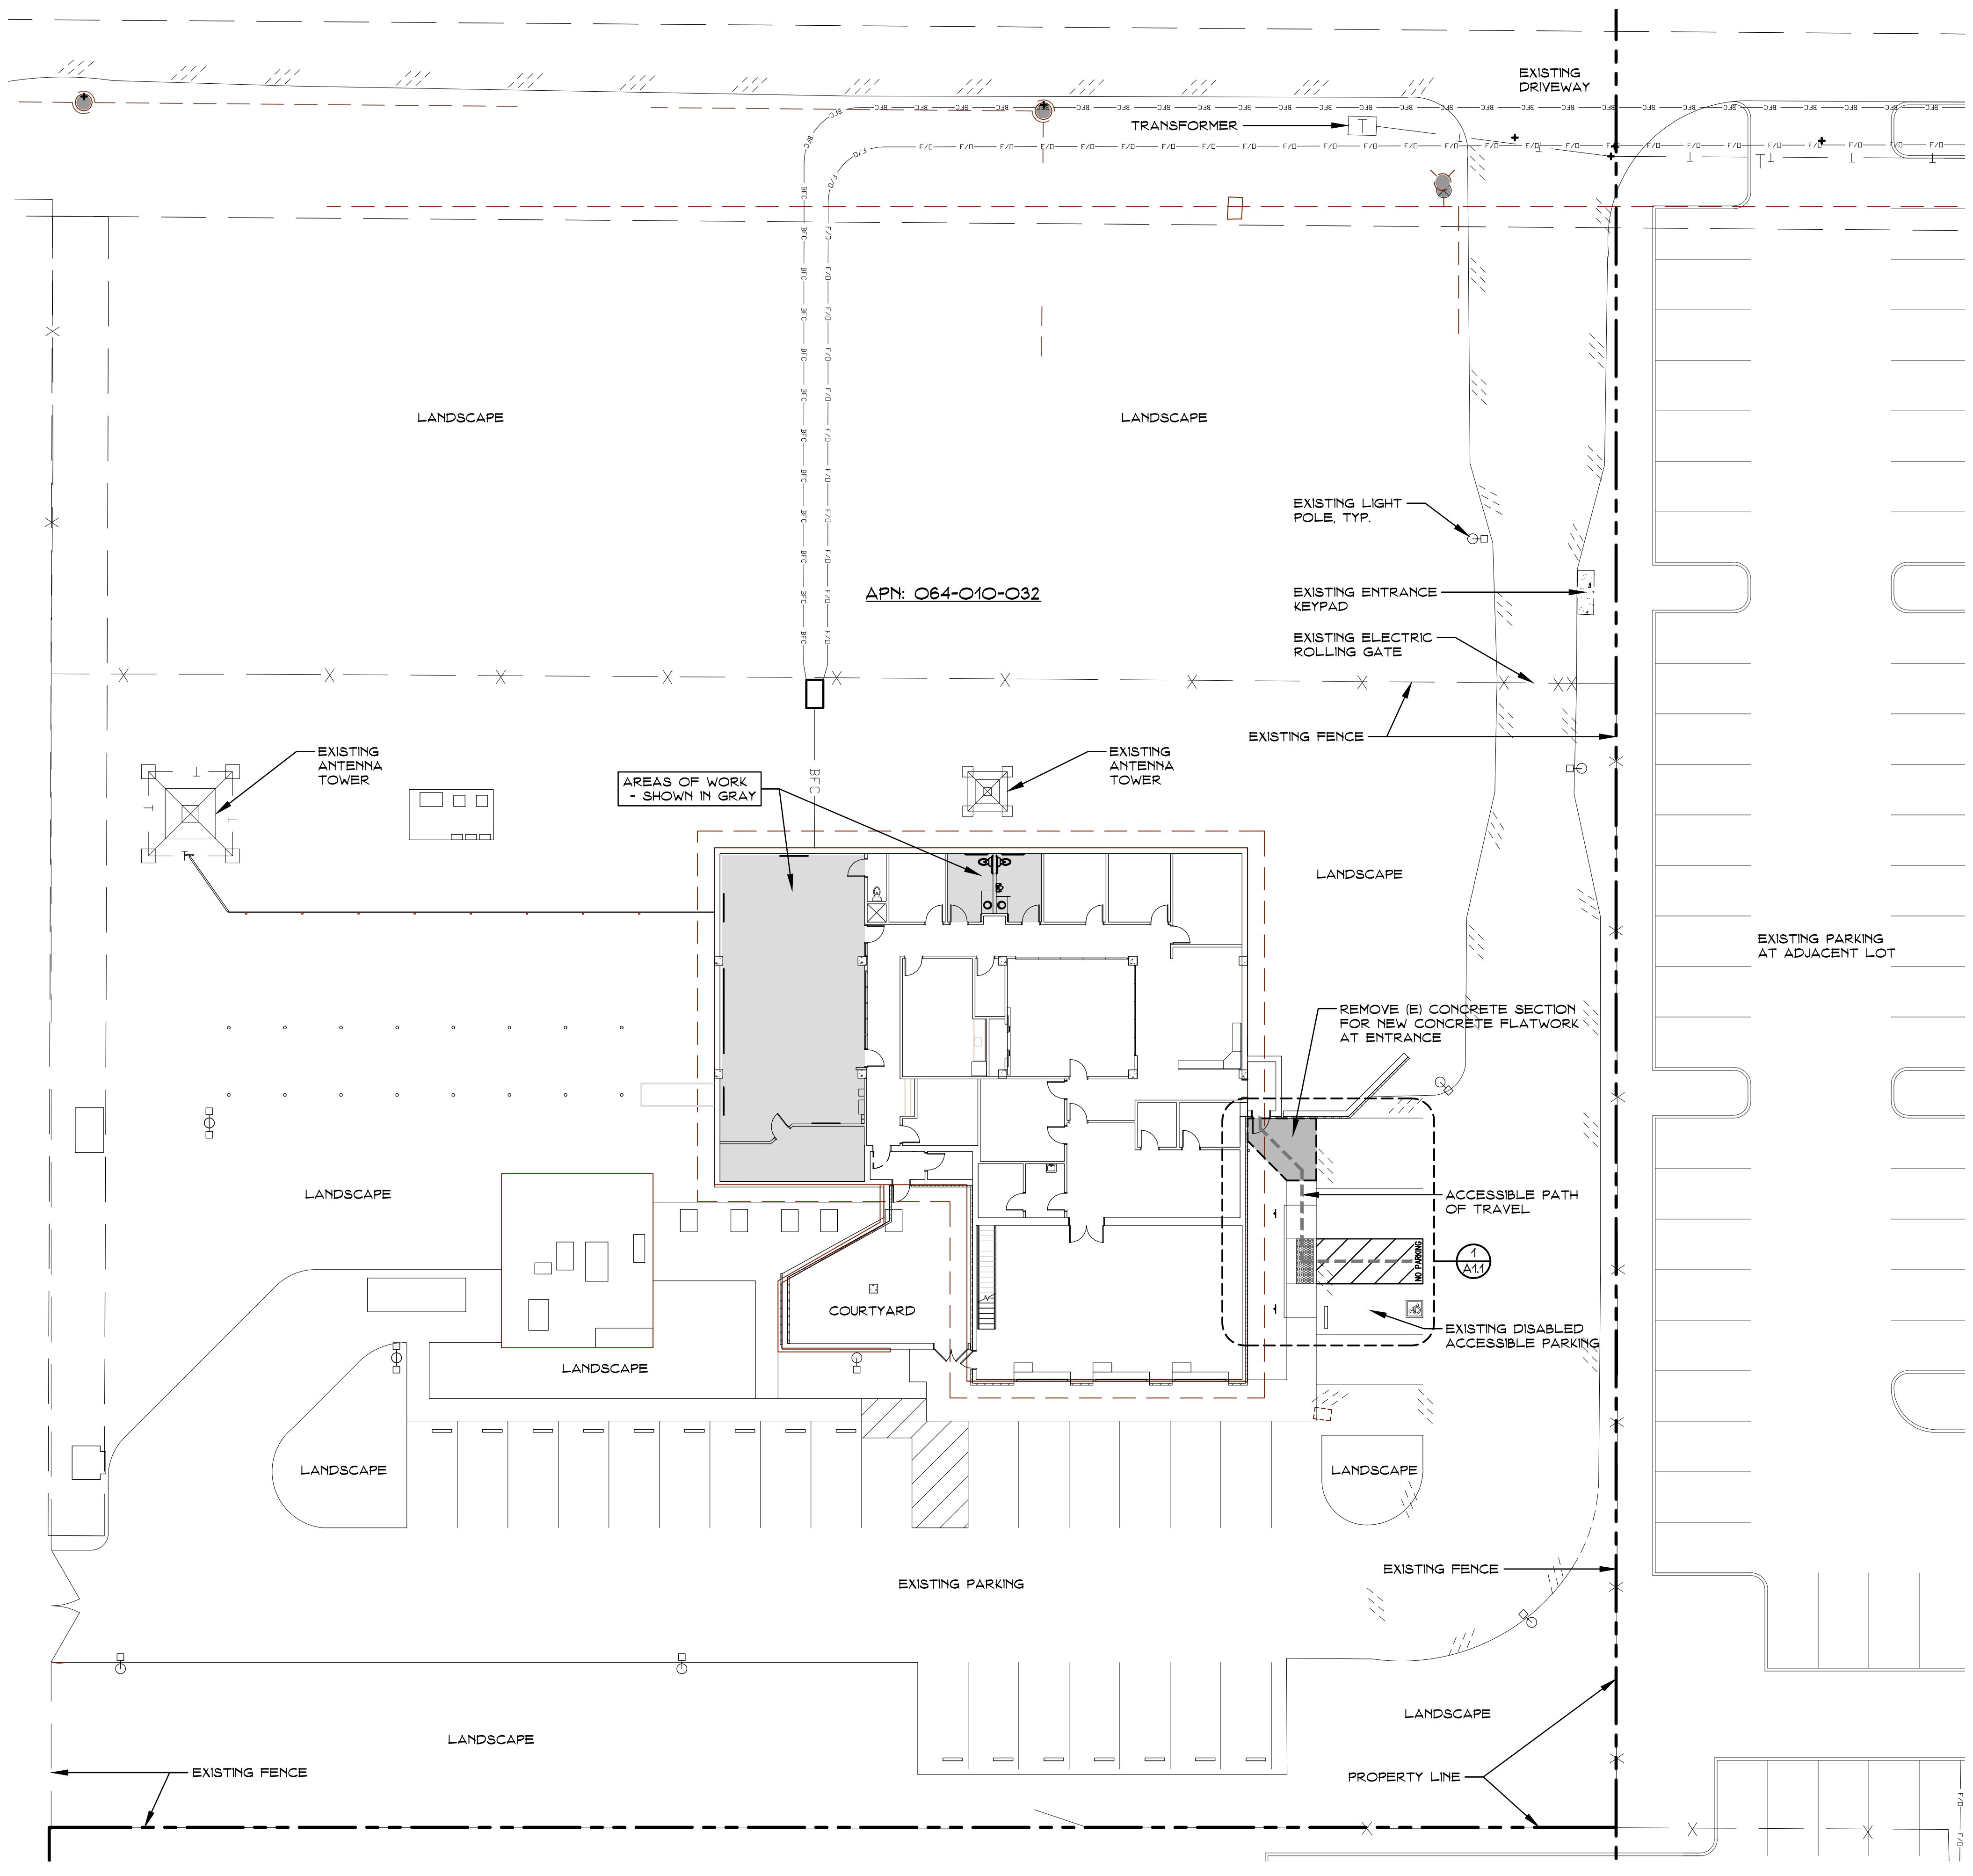 EXISTING
DRIVEWAY
TRANSFORMER
T
BFC
F/O
LANDSCAPE
LANDSCAPE
EXISTING LIGHT
POLE, TYP.
APN: 064-010-032
EXISTING ENTRANCE
KEYPAD
EXISTING ELECTRIC
ROLLING GATE
EXISTING FENCE
EXISTING
ANTENNA
TOWER
EXISTING
ANTENNA
TOWER
AREAS OF WORK
- SHOWN IN GRAY
BFC
LANDSCAPE
EXISTING PARKING
AT ADJACENT LOT
REMOVE (E) CONCRETE SECTION
FOR NEW CONCRETE FLATWORK
AT ENTRANCE
LANDSCAPE
ACCESSIBLE PATH
OF TRAVEL
NO PARKING
1
A1.1
COURTYARD
EXISTING DISABLED
ACCESSIBLE PARKING
LANDSCAPE
LANDSCAPE
LANDSCAPE
EXISTING PARKING
EXISTING FENCE
LANDSCAPE
LANDSCAPE
EXISTING FENCE
PROPERTY LINE
F/O
F/O